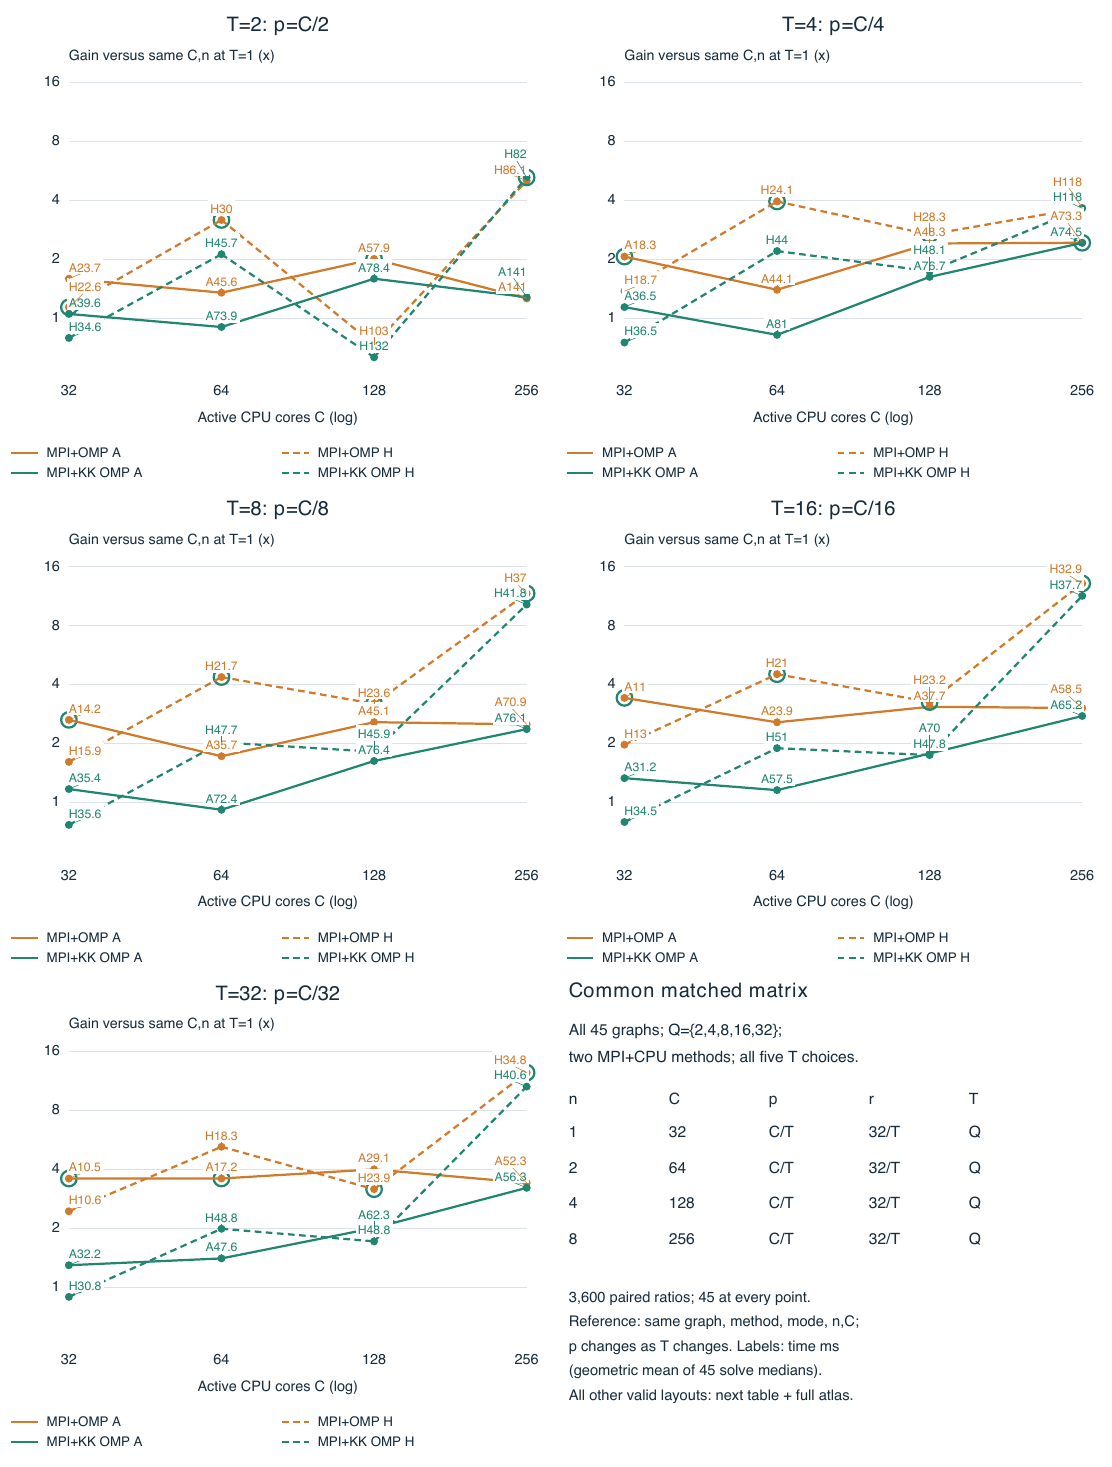 T=2: p=C/2
Gain versus same C,n at T=1 (x)
16
8
4
2
1
H82
H86.1
H30
H45.7
A57.9
A78.4
A23.7
H22.6
A39.6
H34.6
A45.6
A73.9
H103
H132
A141
A141
32 64 128 256
Active CPU cores C (log)
MPI+OMP A MPI+OMP H
MPI+KK OMP A MPI+KK OMP H
T=4: p=C/4
Gain versus same C,n at T=1 (x)
16
8
4
2
1
H24.1
H118
H118
A73.3
A74.5
H28.3
A48.3
H48.1
A76.7
A18.3
H18.7
A36.5
H36.5
H44
A44.1
A81
32 64 128 256
Active CPU cores C (log)
MPI+OMP A MPI+OMP H
MPI+KK OMP A MPI+KK OMP H
T=8: p=C/8
Gain versus same C,n at T=1 (x)
16
8
4
2
1
H37
H41.8
H21.7
H23.6
A45.1
H45.9
A76.4
A70.9
A76.1
A14.2
H15.9
A35.4
H35.6
H47.7
A35.7
A72.4
32 64 128 256
Active CPU cores C (log)
MPI+OMP A MPI+OMP H
MPI+KK OMP A MPI+KK OMP H
T=16: p=C/16
Gain versus same C,n at T=1 (x)
16
8
4
2
1
H32.9
H37.7
H21
H23.2
A37.7
A70
H47.8
A58.5
A65.2
A11
H13
A31.2
H34.5
A23.9
H51
A57.5
32 64 128 256
Active CPU cores C (log)
MPI+OMP A MPI+OMP H
MPI+KK OMP A MPI+KK OMP H
T=32: p=C/32
Gain versus same C,n at T=1 (x)
16
8
4
2
1
H34.8
H40.6
H18.3
A17.2
A29.1
H23.9
A52.3
A56.3
A10.5
H10.6
A32.2
H30.8
H48.8
A47.6
A62.3
H48.8
32 64 128 256
Active CPU cores C (log)
MPI+OMP A MPI+OMP H
MPI+KK OMP A MPI+KK OMP H
Common matched matrix
All 45 graphs; Q={2,4,8,16,32};
two MPI+CPU methods; all five T choices.
n C p r T
1 32 C/T 32/T Q
2 64 C/T 32/T Q
4 128 C/T 32/T Q
8 256 C/T 32/T Q
3,600 paired ratios; 45 at every point.
Reference: same graph, method, mode, n,C;
p changes as T changes. Labels: time ms
(geometric mean of 45 solve medians).
All other valid layouts: next table + full atlas.